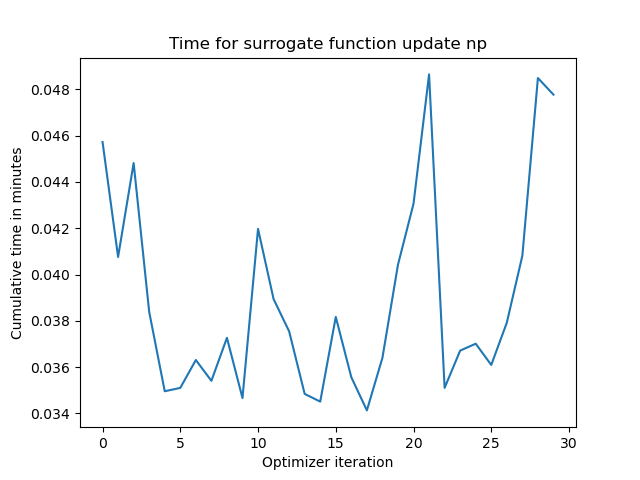 Time for surrogate function update np
Cumulative time in minutes
0.048
0.046
0.044
0.042
0.040
0.038
0.036
0.034
0 5 10 15 20 25 30
Optimizer iteration